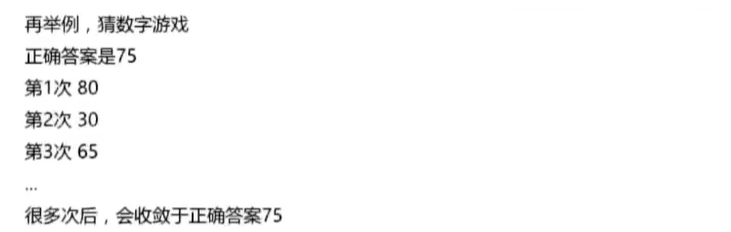 再举例，猜数字游戏
正确答案是75
第1次 80
第2次 30
第3次 65
...
很多次后，会收敛于正确答案75